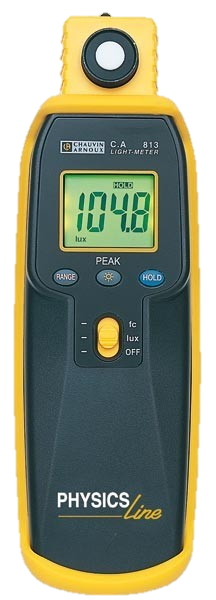 CHAUVIN
ARNOUX
C.A 813
LIGHT-METER
HOLD
104.8
lux
PEAK
RANGE HOLD
fc
lux
OFF
PHYSICS
Line